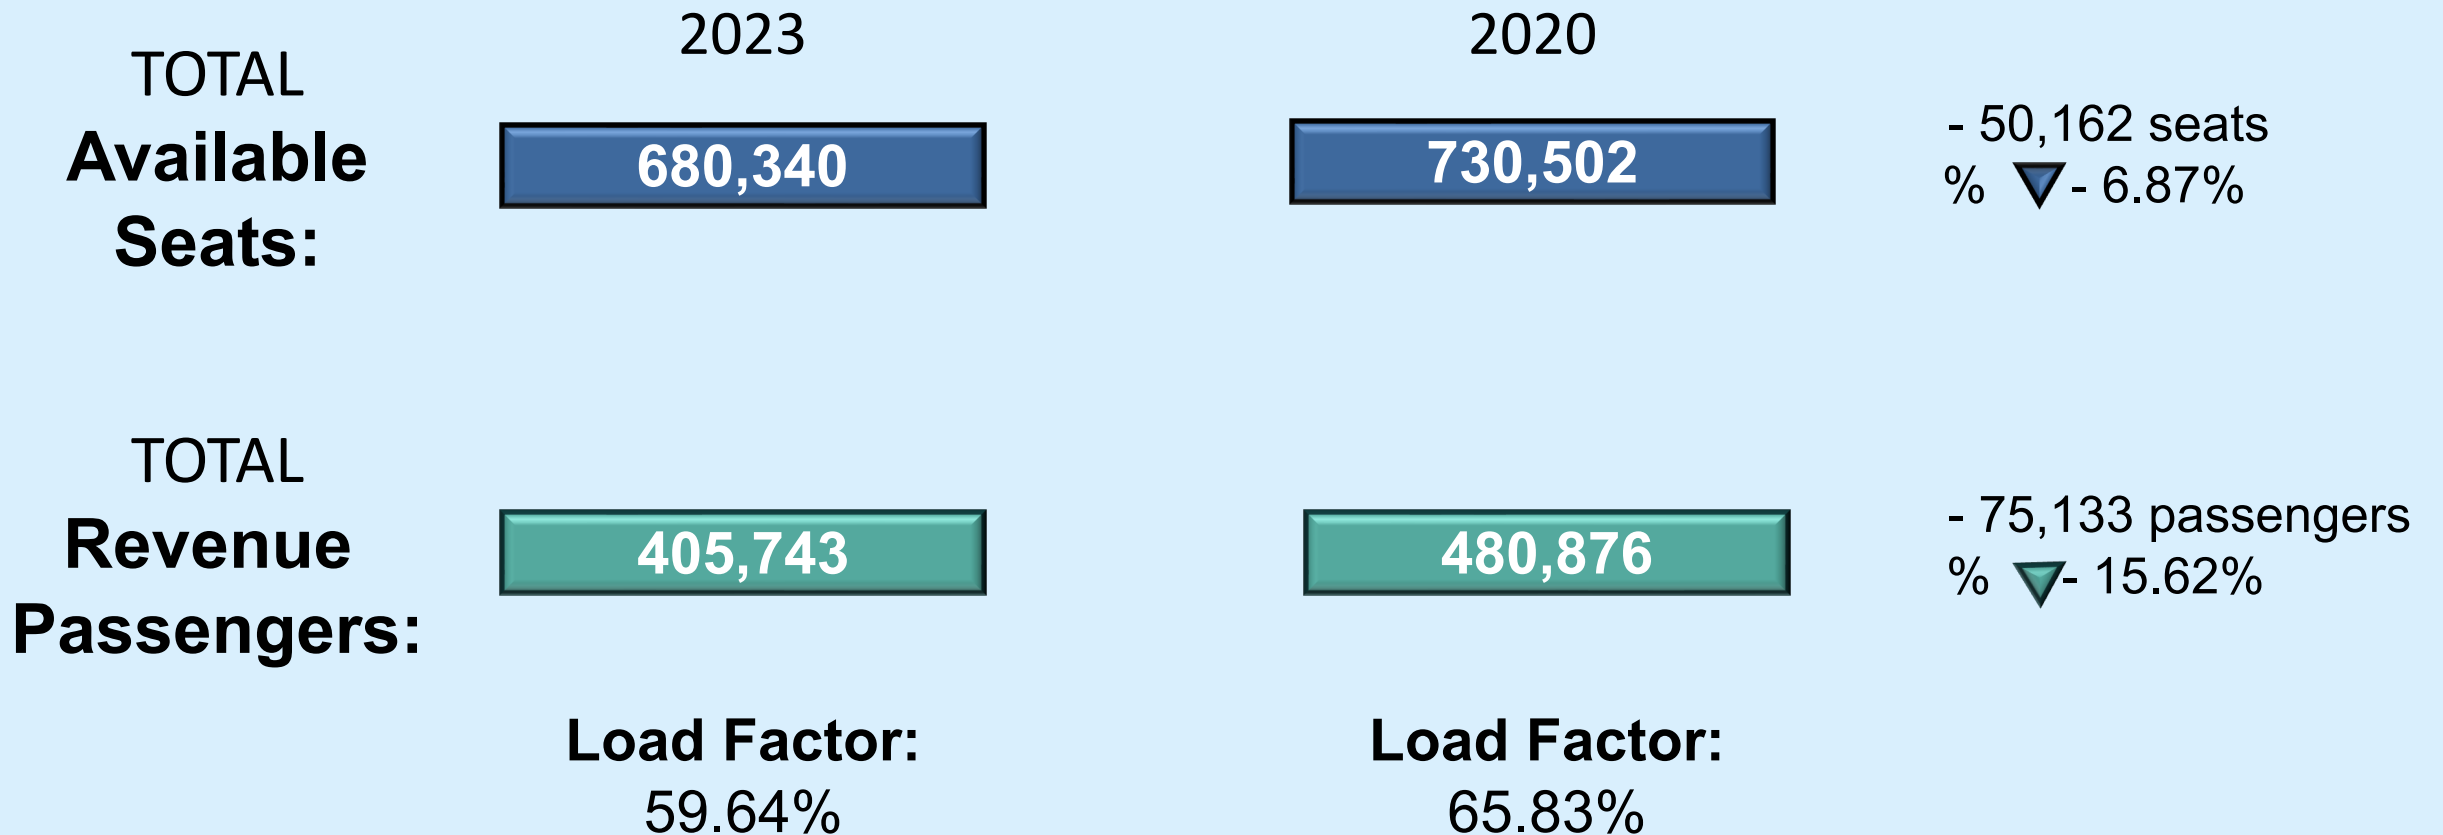 2023
2020
TOTAL
Available
Seats:
680,340
730,502
- 50,162 seats
% - 6.87%
TOTAL
Revenue
Passengers:
405,743
480,876
- 75,133 passengers
% - 15.62%
Load Factor:
59.64%
Load Factor:
65.83%